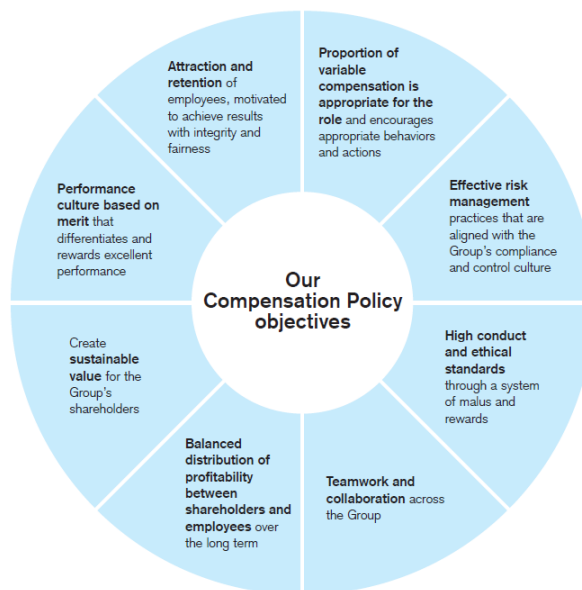 Our
Compensation Policy
objectives
Proportion of
variable
compensation is
appropriate for the
role and encourages
appropriate behaviors
and actions
Effective risk
management
practices that are
aligned with the
Group's compliance
and control culture
High conduct
and ethical
standards
through a system
of malus and
rewards
Teamwork and
collaboration across
the Group
Balanced
distribution of
profitability
between
shareholders and
employees over
the long term
Create
sustainable
value for the
Group's
shareholders
Performance
culture based on
merit that
differentiates and
rewards excellent
performance
Attraction and
retention of
employees, motivated
to achieve results
with integrity and
fairness